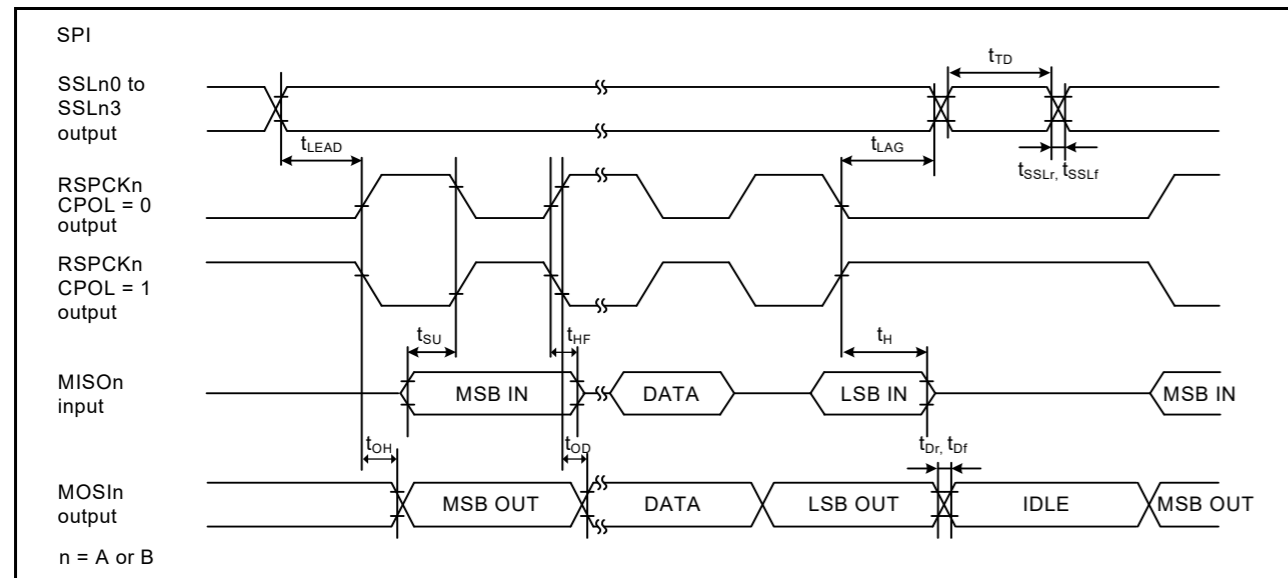 SPI
SSLn0 to
SSLn3
output
tTD
tLEAD
tLAG
tSSLr, tSSLf
RSPCKn
CPOL = 0
output
RSPCKn
CPOL = 1
output
tSU
tHF
tH
MISOn
input
MSB IN
DATA
LSB IN
MSB IN
tOH
tOD
tDr, tDf
MOSIn
output
MSB OUT
DATA
LSB OUT
IDLE
MSB OUT
n = A or B